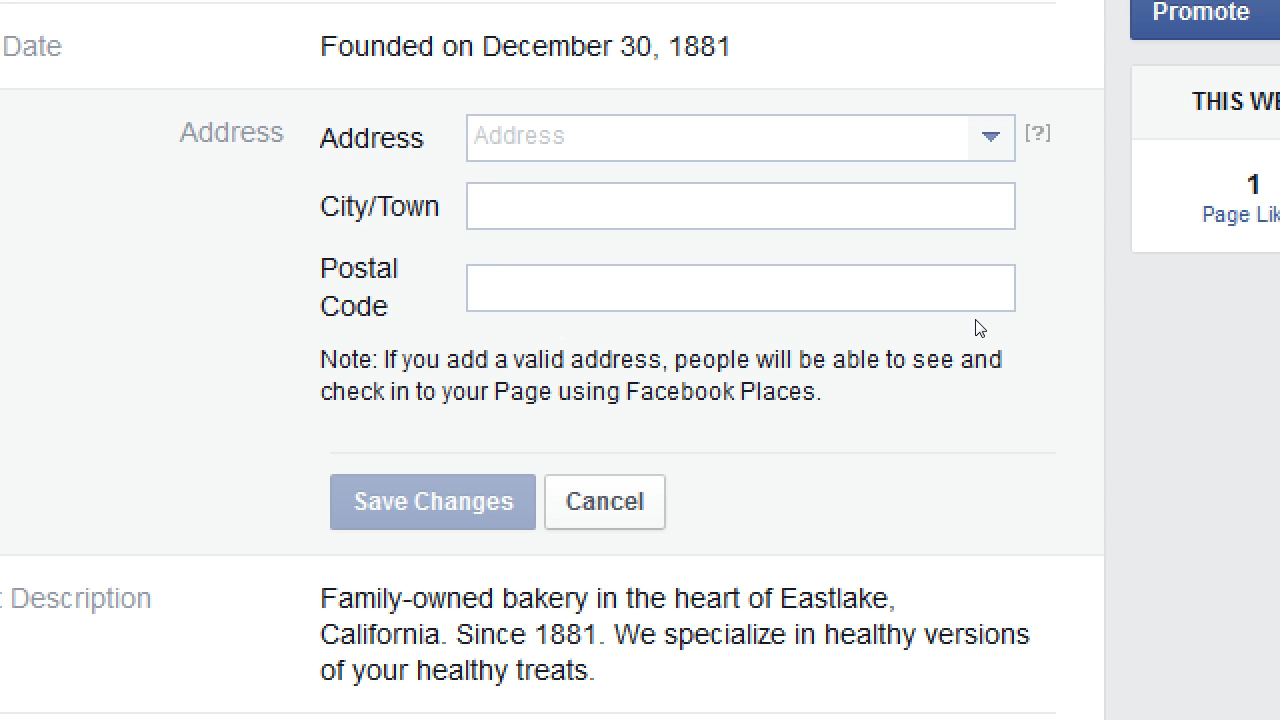 Promote
Date
Founded on December 30, 1881
THIS WE
Address
Address
Address
[?]
City/Town
1
Page Lik
Postal
Code
Note: If you add a valid address, people will be able to see and
check in to your Page using Facebook Places.
Save Changes
Cancel
: Description
Family-owned bakery in the heart of Eastlake,
California. Since 1881. We specialize in healthy versions
of your healthy treats.